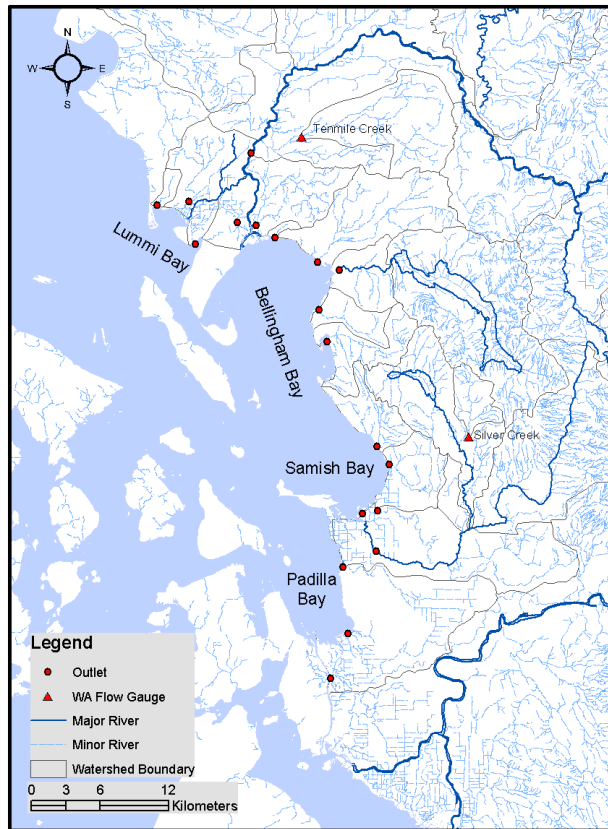 N
W E
S
Tenmile Creek
Lummi Bay
Bellingham Bay
Silver Creek
Samish Bay
Padilla
Bay
Legend
Outlet
WA Flow Gauge
Major River
Minor River
Watershed Boundary
0 3 6 12
Kilometers